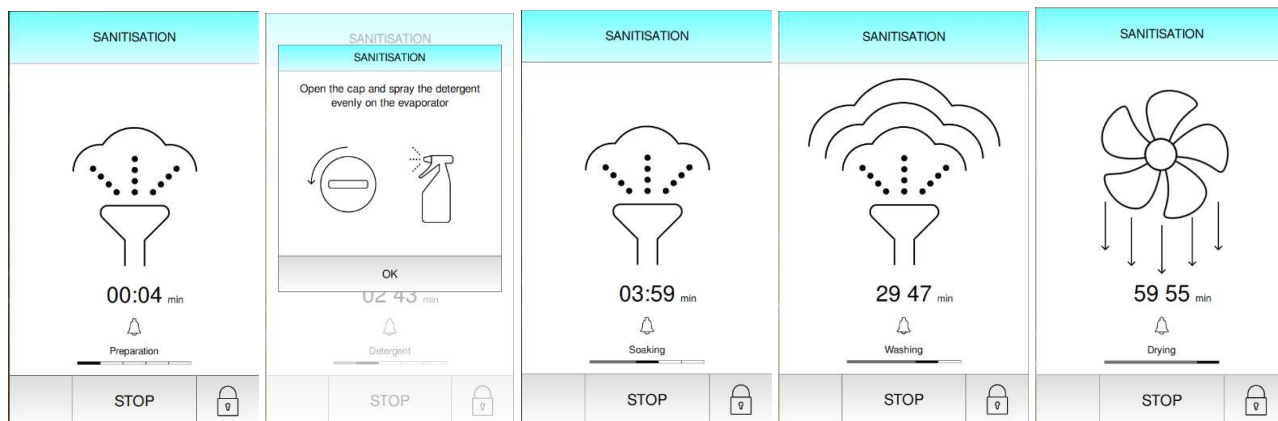 SANITISATION
00:04 min
Preparation
STOP
SANITISATION
SANITISATION
Open the cap and spray the detergent
evenly on the evaporator
OK
02 43 min
Detergent
STOP
SANITISATION
03:59 min
Soaking
STOP
SANITISATION
29 47 min
Washing
STOP
SANITISATION
59 55 min
Drying
STOP